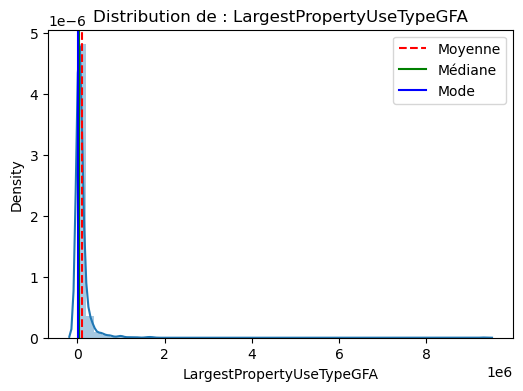 Distribution de : LargestPropertyUseTypeGFA
1e−6
5
4
3
2
1
0
Density
Moyenne
Médiane
Mode
0
2
4
6
8
1e6
LargestPropertyUseTypeGFA